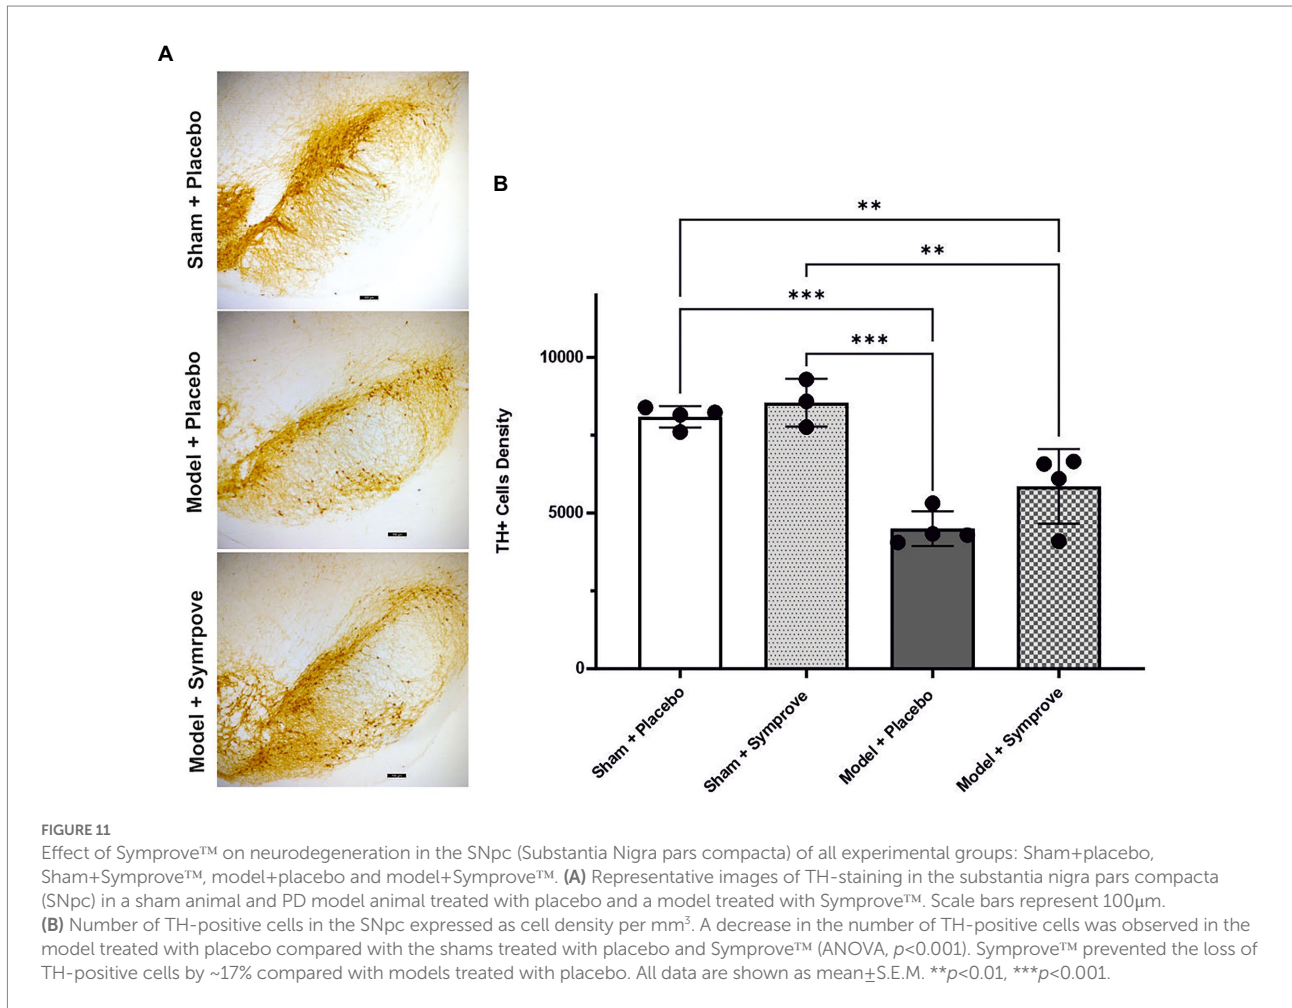 A
Sham + Placebo
Model + Placebo
Model + Symrpove
B
**
**
***
***
TH+ Cells Density
10000
5000
0
Sham + Placebo
Sham + Symprove
Model + Placebo
Model + Symprove
FIGURE 11
Effect of Symprove™ on neurodegeneration in the SNpc (Substantia Nigra pars compacta) of all experimental groups: Sham+placebo,
Sham+Symprove™, model+placebo and model+Symprove™. (A) Representative images of TH-staining in the substantia nigra pars compacta
(SNpc) in a sham animal and PD model animal treated with placebo and a model treated with Symprove™. Scale bars represent 100μm.
(B) Number of TH-positive cells in the SNpc expressed as cell density per mm³. A decrease in the number of TH-positive cells was observed in the
model treated with placebo compared with the shams treated with placebo and Symprove™ (ANOVA, p<0.001). Symprove™ prevented the loss of
TH-positive cells by ~17% compared with models treated with placebo. All data are shown as mean±S.E.M. **p<0.01, ***p<0.001.